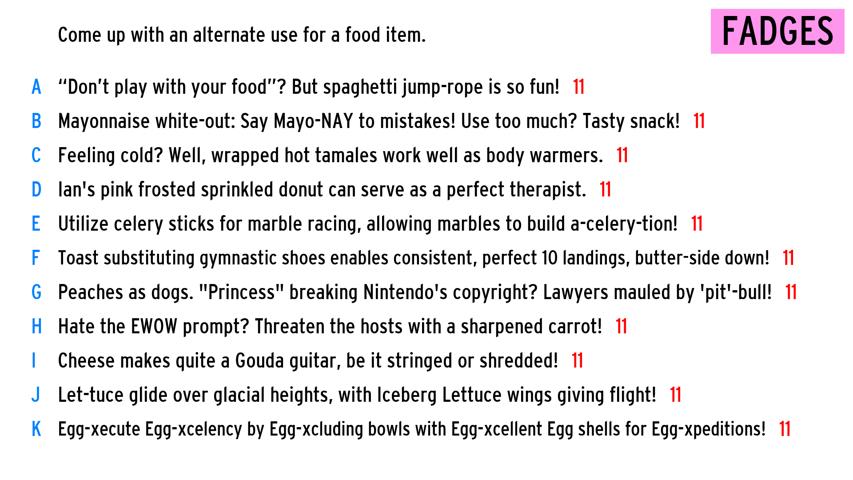 Come up with an alternate use for a food item.
FADGES
A “Don’t play with your food”? But spaghetti jump-rope is so fun! 11
B Mayonnaise white-out: Say Mayo-NAY to mistakes! Use too much? Tasty snack! 11
C Feeling cold? Well, wrapped hot tamales work well as body warmers. 11
D Ian's pink frosted sprinkled donut can serve as a perfect therapist. 11
E Utilize celery sticks for marble racing, allowing marbles to build a-celery-tion! 11
F Toast substituting gymnastic shoes enables consistent, perfect 10 landings, butter-side down! 11
G Peaches as dogs. "Princess" breaking Nintendo's copyright? Lawyers mauled by 'pit'-bull! 11
H Hate the EWOW prompt? Threaten the hosts with a sharpened carrot! 11
I Cheese makes quite a Gouda guitar, be it stringed or shredded! 11
J Let-tuce glide over glacial heights, with Iceberg Lettuce wings giving flight! 11
K Egg-xecute Egg-xcelency by Egg-xcluding bowls with Egg-xcellent Egg shells for Egg-xpeditions! 11